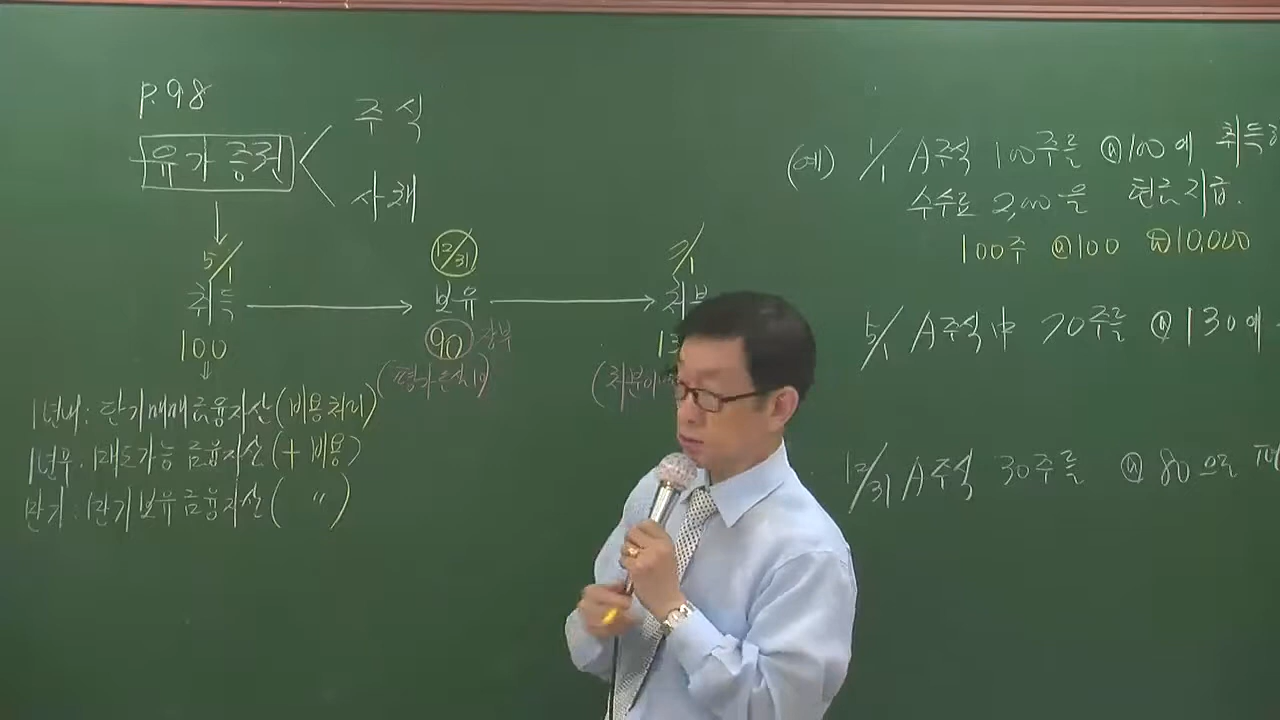 P.98
유가증권
주식
사채
5/1
취득
100
12/31
보유
90 장부
(평가손실 10)
7/1
처분
13
(처분이
1년내: 단기매매금융자산(비용처리)
1년후: 매도가능 금융자산(+ 비용)
만기: 만기보유금융자산( 〃 )
(예) 1/1 A주식 100주를 @100에 취득
수수료 2,000을 현금지급.
100주 @100 ₩10,000
5/1 A주식中 70주를 @130에
12/31 A주식 30주를 @80으로